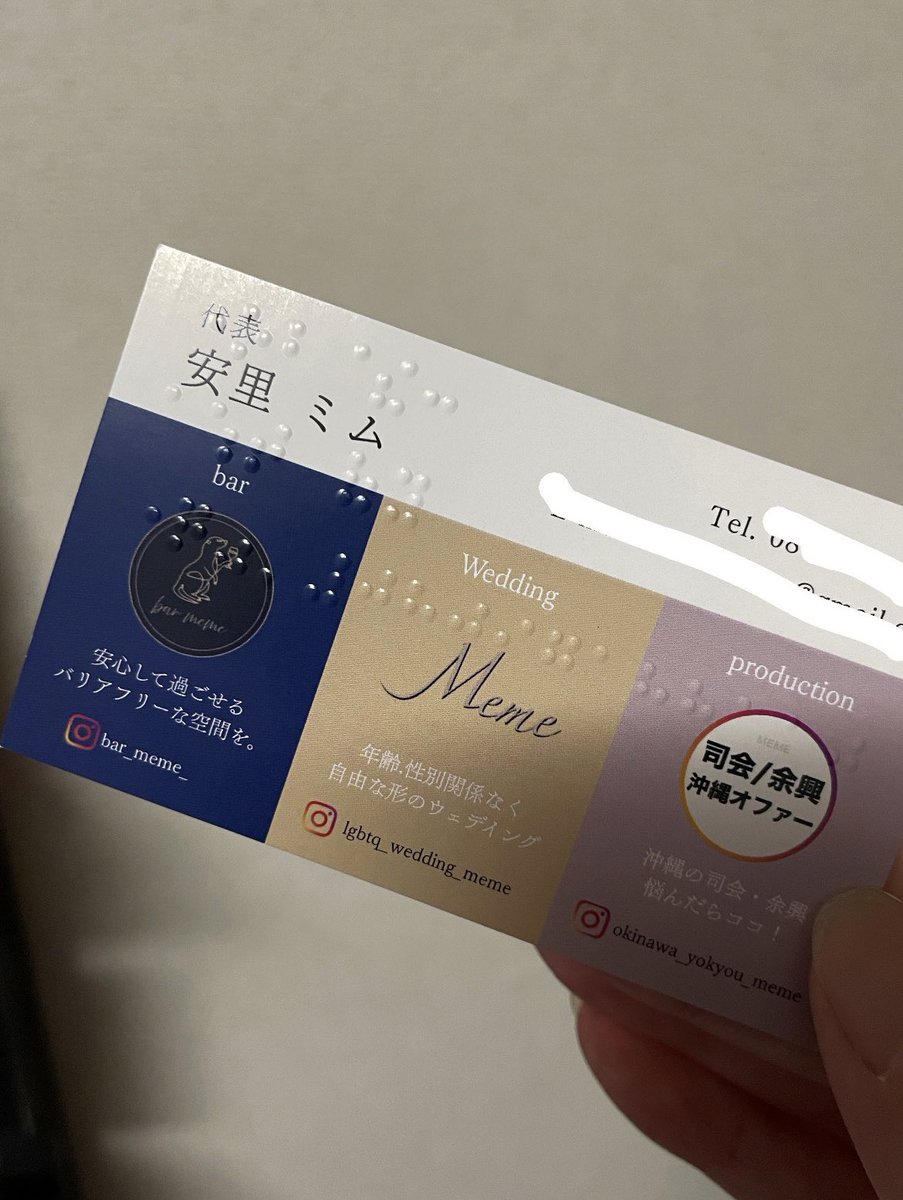 代表
安里 ミム
Tel. 08
@gmail.c
bar
bar meme
安心して過ごせる
バリアフリーな空間を。
bar_meme_
Wedding
Meme
年齢.性別関係なく
自由な形のウェデイング
lgbtq_wedding_meme
production
MEME
司会/余興
沖縄オファー
沖縄の司会・余興
悩んだらココ！
okinawa_yokyou_meme